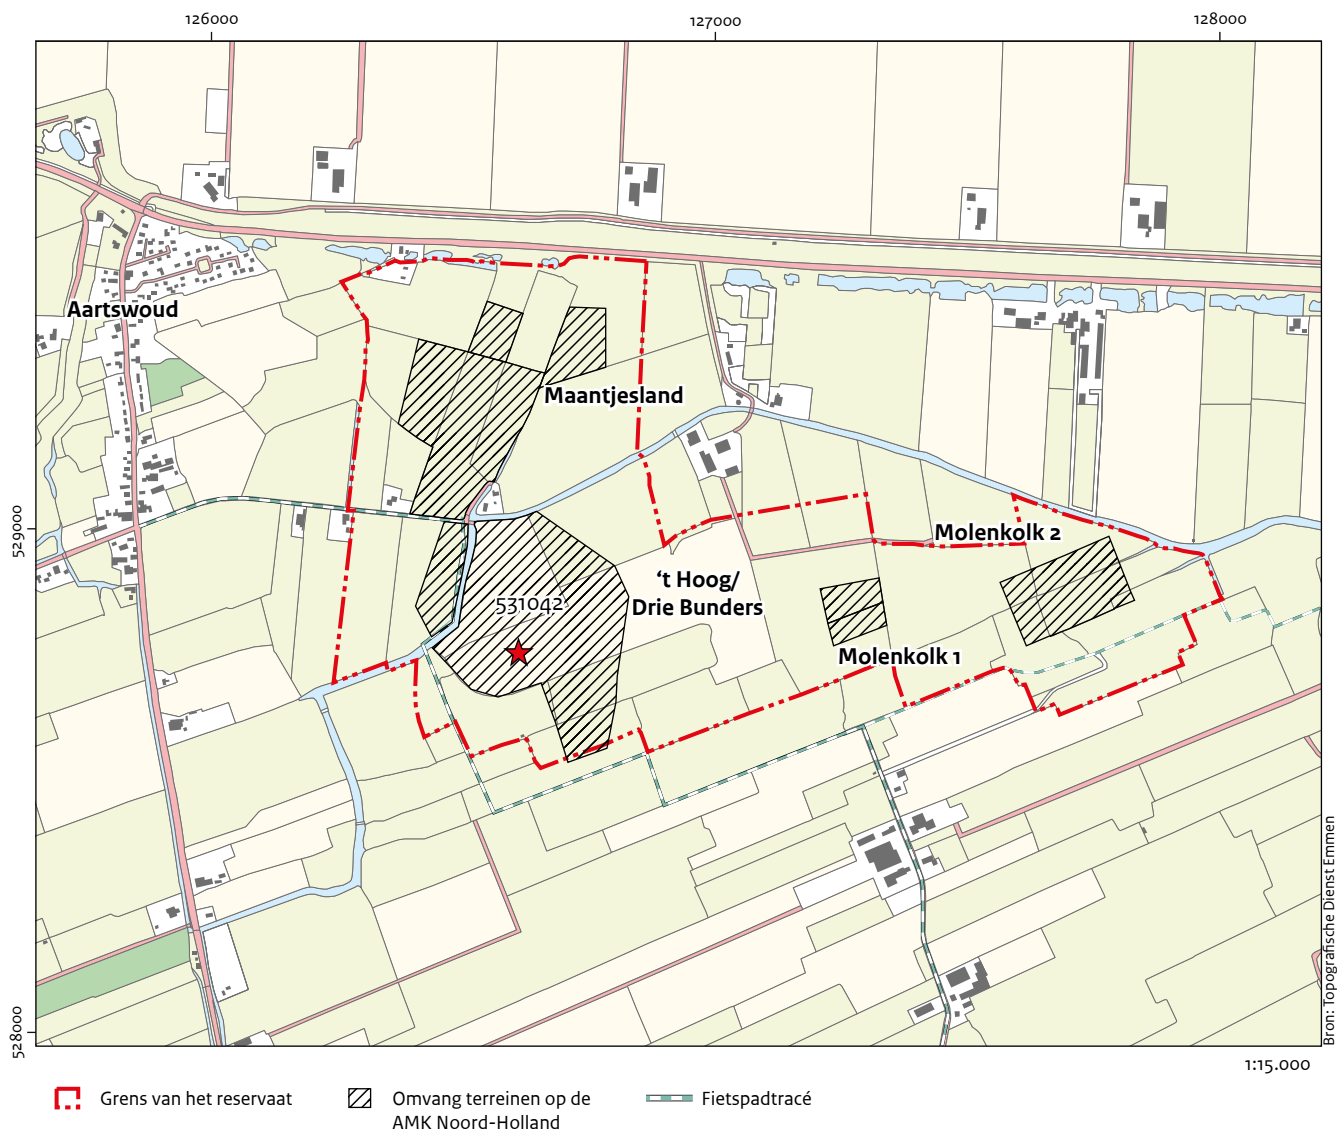 126000
127000
128000
Aartswoud
Maantjesland
529000
Molenkolk 2
‘t Hoog/
Drie Bunders
531042
Molenkolk 1
528000
Bron: Topografische Dienst Emmen
1:15.000
Grens van het reservaat
Omvang terreinen op de
AMK Noord-Holland
Fietspadtracé